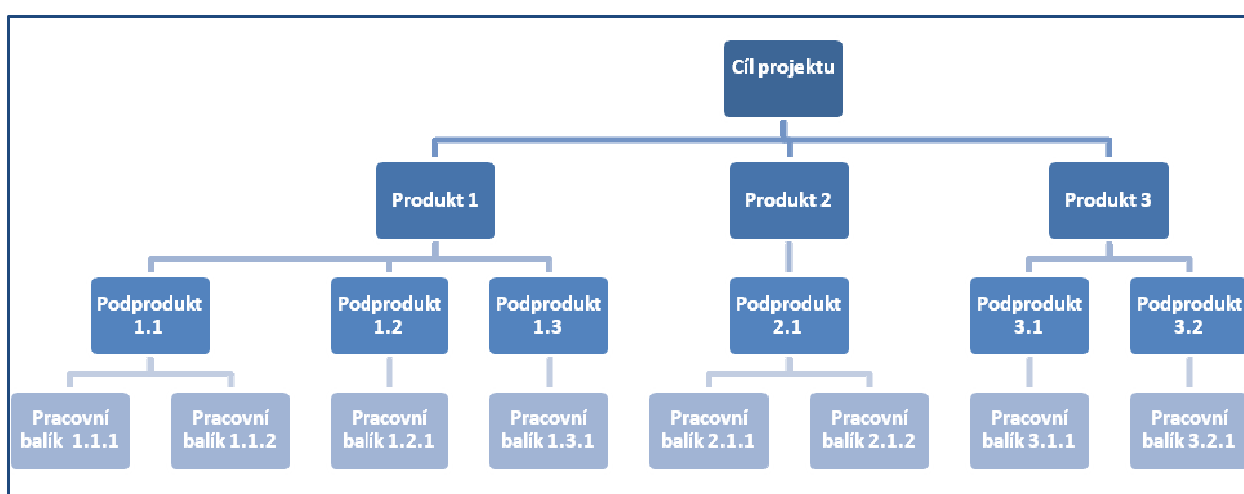 Cíl projektu
Produkt 1
Produkt 2
Produkt 3
Podprodukt
1.1
Podprodukt
1.2
Podprodukt
1.3
Podprodukt
2.1
Podprodukt
3.1
Podprodukt
3.2
Pracovní
balík 1.1.1
Pracovní
balík 1.1.2
Pracovní
balík 1.2.1
Pracovní
balík 1.3.1
Pracovní
balík 2.1.1
Pracovní
balík 2.1.2
Pracovní
balík 3.1.1
Pracovní
balík 3.2.1